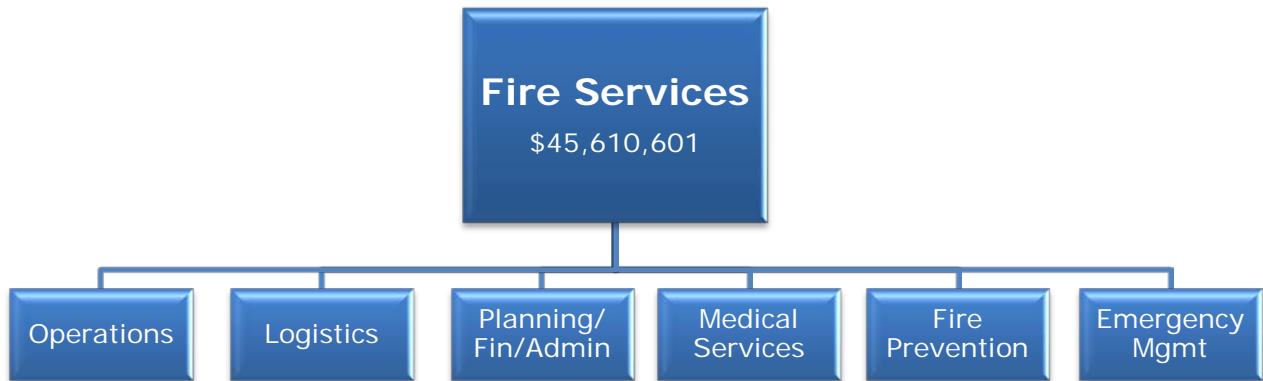 Fire Services
$45,610,601
Operations
Logistics
Planning/
Fin/Admin
Medical
Services
Fire
Prevention
Emergency
Mgmt